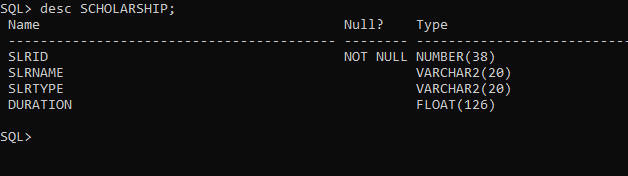 SQL> desc SCHOLARSHIP;
Name Null? Type
----------------------------------------- -------- ----------------------------
SLRID NOT NULL NUMBER(38)
SLRNAME VARCHAR2(20)
SLRTYPE VARCHAR2(20)
DURATION FLOAT(126)
SQL>